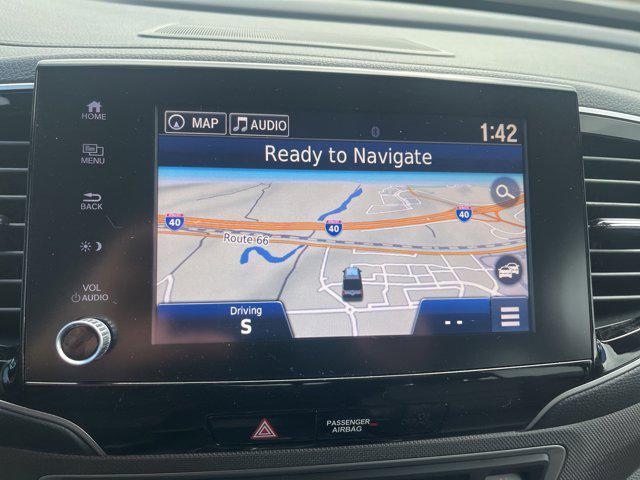 HOME
MENU
BACK
VOL
AUDIO
MAP
AUDIO
1:42
Ready to Navigate
40
40
40
Route 66
Driving
S
--
PASSENGER
AIRBAG